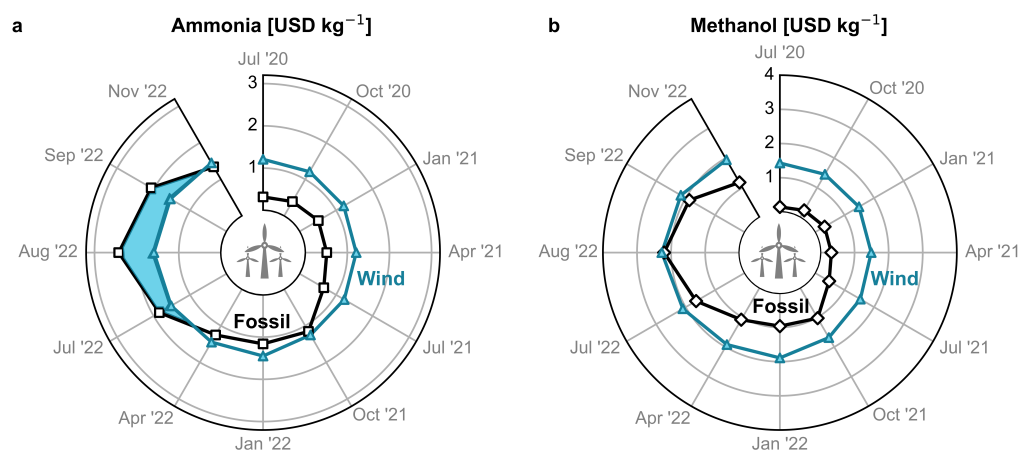 a
Ammonia [USD kg⁻¹]
Jul '20
Oct '20
Jan '21
Apr '21
Jul '21
Oct '21
Jan '22
Apr '22
Jul '22
Aug '22
Sep '22
Nov '22
3
2
1
Wind
Fossil
b
Methanol [USD kg⁻¹]
Jul '20
Oct '20
Jan '21
Apr '21
Jul '21
Oct '21
Jan '22
Apr '22
Jul '22
Aug '22
Sep '22
Nov '22
4
3
2
1
Wind
Fossil